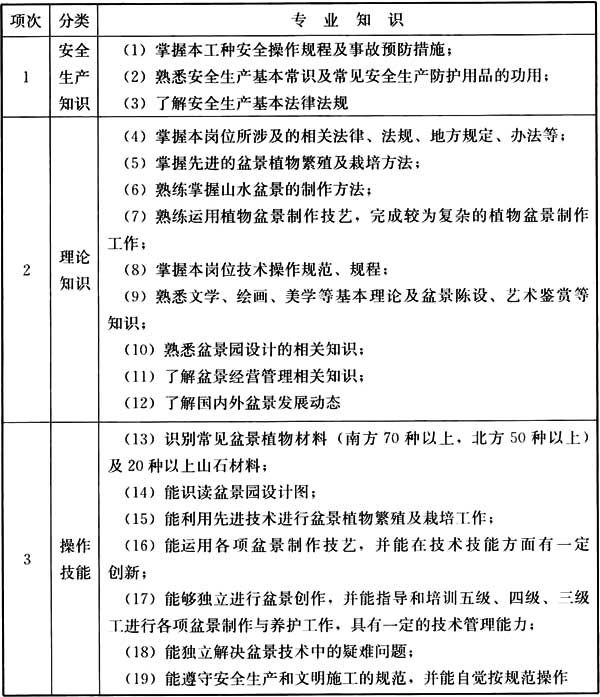 项次 分类 专业知识
安全 (1) 掌握本工种安全操作规程及事故预防措施；
1 生产 (2) 熟悉安全生产基本常识及常见安全生产防护用品的功用；
知识 (3) 了解安全生产基本法律法规
(4) 掌握本岗位所涉及的相关法律、法规、地方规定、办法等；
(5) 掌握先进的盆景植物繁殖及栽培方法；
(6) 熟练掌握山水盆景的制作方法；
(7) 熟练运用植物盆景制作技艺，完成较为复杂的植物盆景制作
工作；
2 理论知识 (8) 掌握本岗位技术操作规范、规程；
(9) 熟悉文学、绘画、美学等基本理论及盆景陈设、艺术鉴赏等
知识；
(10) 熟悉盆景园设计的相关知识；
(11) 了解盆景经营管理相关知识；
(12) 了解国内外盆景发展动态
(13) 识别常见盆景植物材料（南方 70 种以上，北方 50 种以上）
及 20 种以上山石材料；
(14) 能识读盆景园设计图；
(15) 能利用先进技术进行盆景植物繁殖及栽培工作；
3 操作技能 (16) 能运用各项盆景制作技艺，并能在技术技能方面有一定
创新；
(17) 能够独立进行盆景创作，并能指导和培训五级、四级、三级
工进行各项盆景制作与养护工作，具有一定的技术管理能力；
(18) 能独立解决盆景技术中的疑难问题；
(19) 能遵守安全生产和文明施工的规范，并能自觉按规范操作